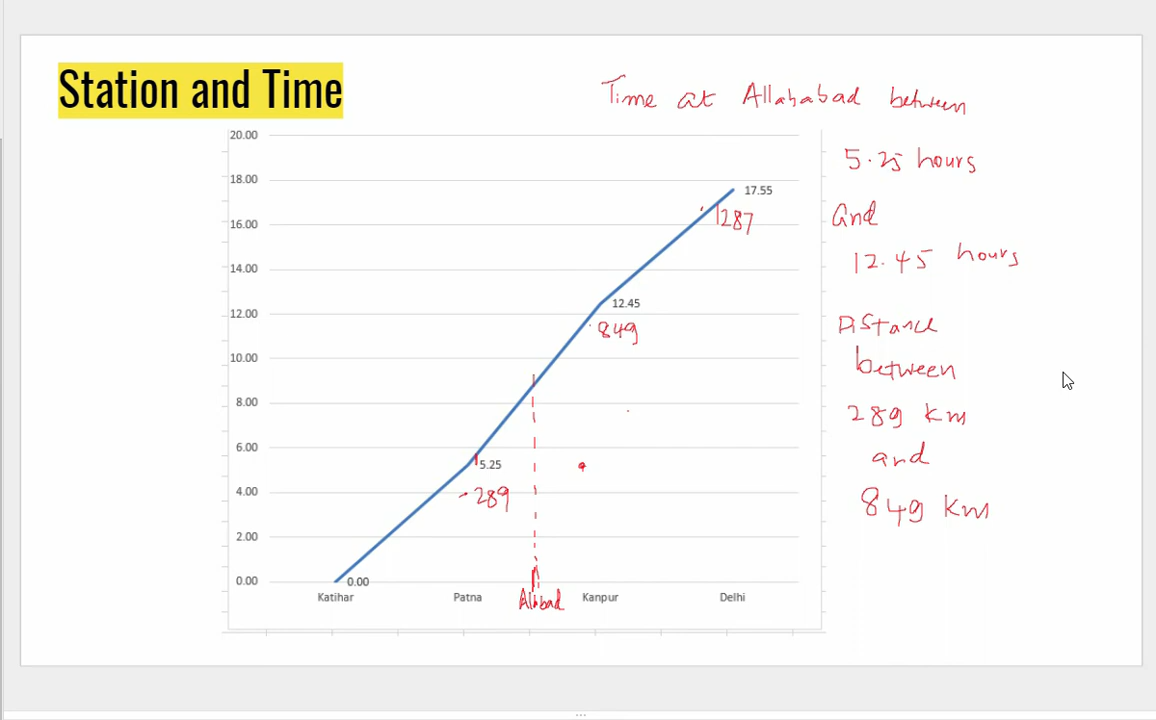 Station and Time
Time at Allahabad between
20.00
18.00
16.00
14.00
12.00
10.00
8.00
6.00
4.00
2.00
0.00
17.55
1287
12.45
849
5.25
289
0.00
Katihar
Patna
Kanpur
Delhi
5.25 hours
and
12.45 hours
Distance
between
289 km
and
849 km